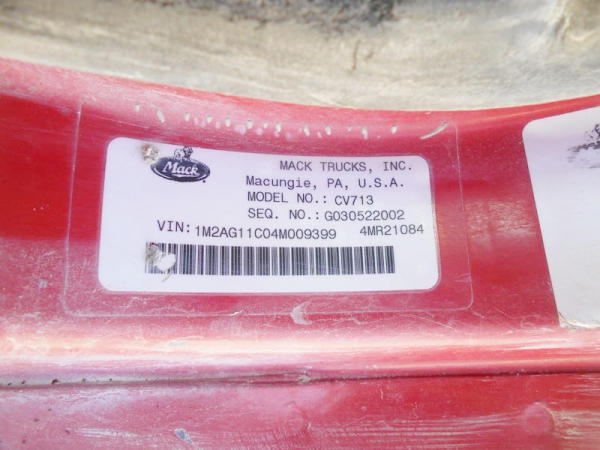 Mack
MACK TRUCKS, INC.
Macungie, PA, U.S.A.
MODEL NO.: CV713
SEQ. NO.: G030522002
VIN: 1M2AG11C04M009399 4MR21084